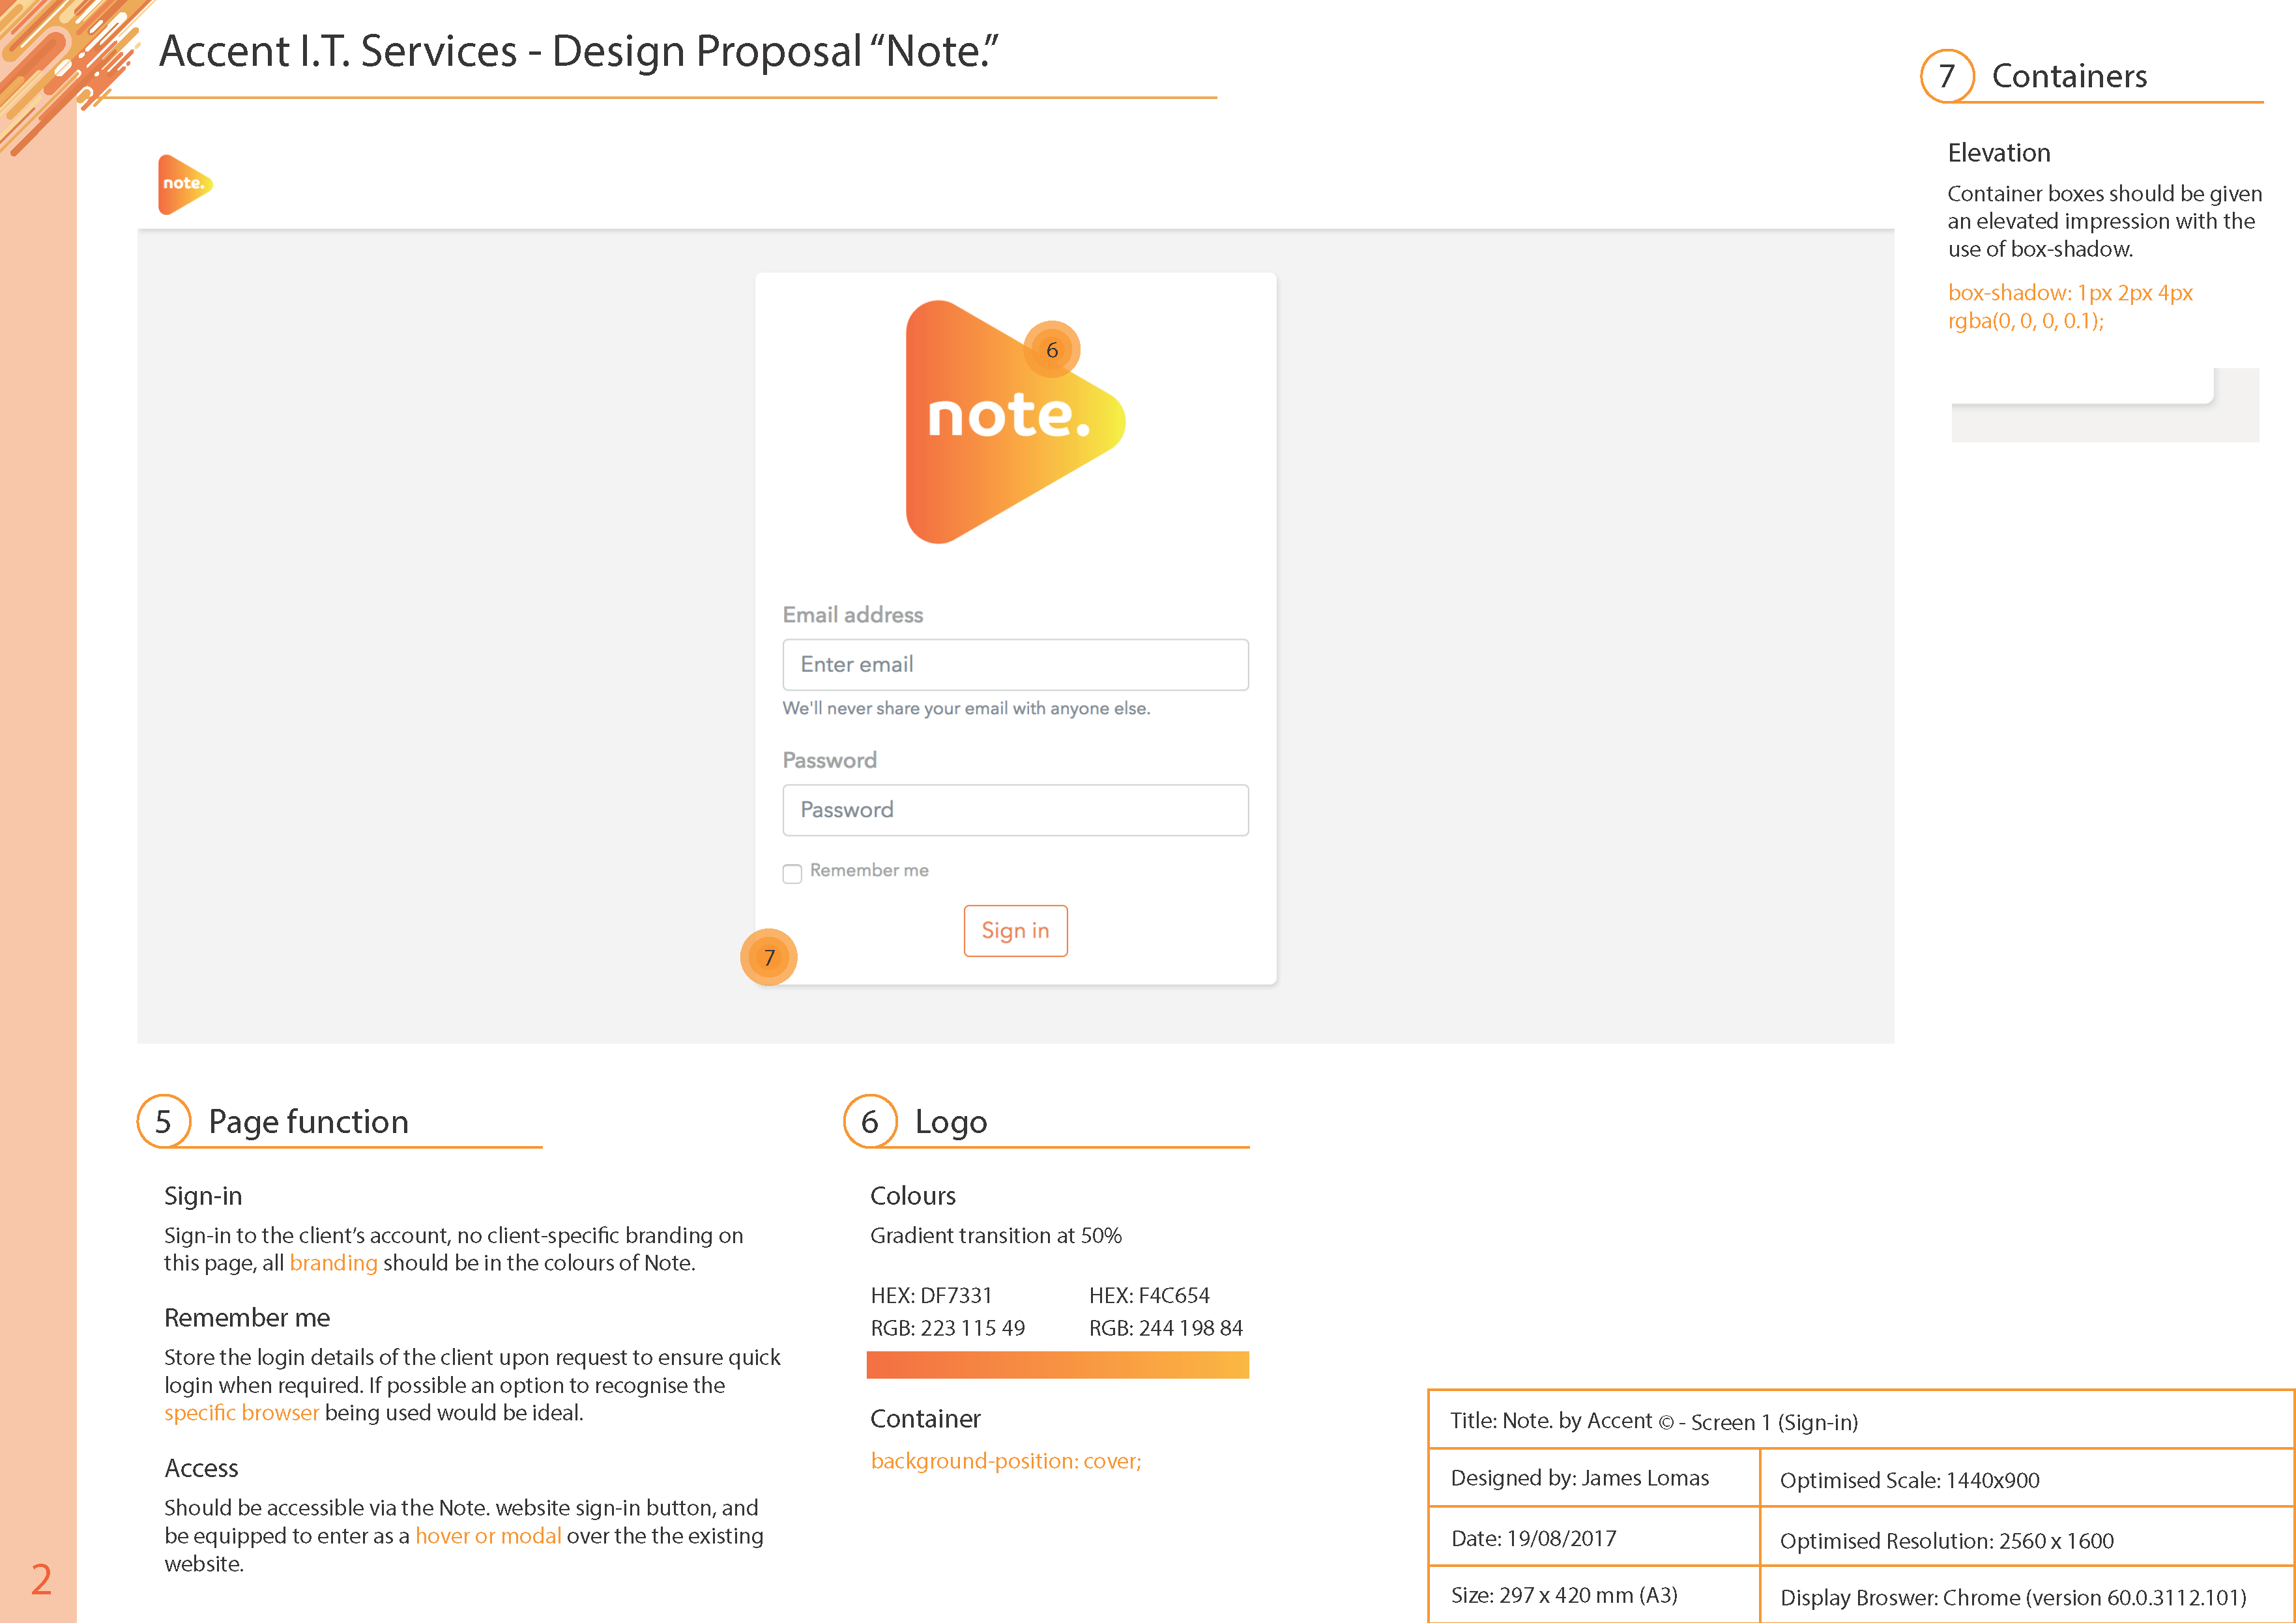 Accent I.T. Services - Design Proposal “Note.”
note.
6
note.
Email address
Enter email
We'll never share your email with anyone else.
Password
Password
Remember me
Sign in
7
7 Containers
Elevation
Container boxes should be given
an elevated impression with the
use of box-shadow.
box-shadow: 1px 2px 4px
rgba(0, 0, 0, 0.1);
5 Page function
Sign-in
Sign-in to the client’s account, no client-specific branding on
this page, all branding should be in the colours of Note.
Remember me
Store the login details of the client upon request to ensure quick
login when required. If possible an option to recognise the
specific browser being used would be ideal.
Access
Should be accessible via the Note. website sign-in button, and
be equipped to enter as a hover or modal over the the existing
website.
6 Logo
Colours
Gradient transition at 50%
HEX: DF7331 HEX: F4C654
RGB: 223 115 49 RGB: 244 198 84
Container
background-position: cover;
Title: Note. by Accent © - Screen 1 (Sign-in)
Designed by: James Lomas Optimised Scale: 1440x900
Date: 19/08/2017 Optimised Resolution: 2560 x 1600
Size: 297 x 420 mm (A3) Display Broswer: Chrome (version 60.0.3112.101)
2